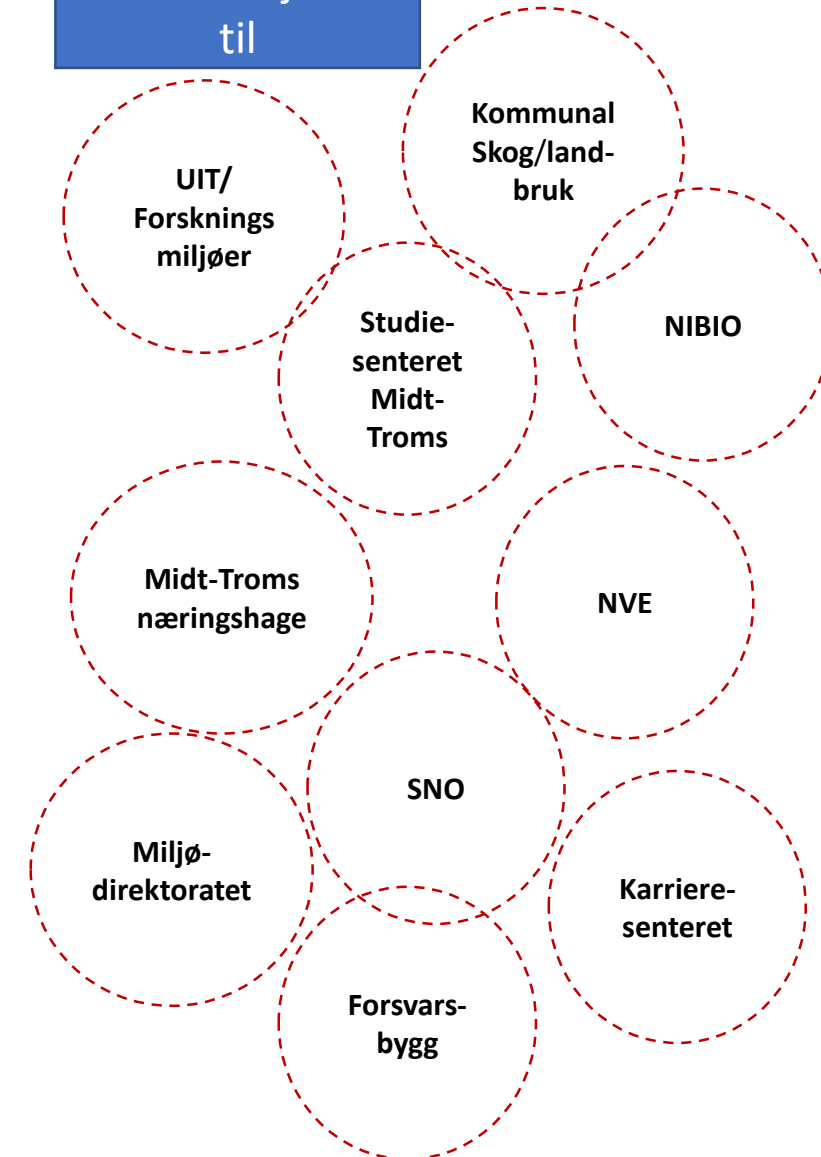 til
Kommunal
Skog/land-
bruk
UIT/
Forsknings
miljøer
NIBIO
Studie-
senteret
Midt-
Troms
Midt-Troms
næringshage
NVE
SNO
Miljø-
direktoratet
Karriere-
senteret
Forsvars-
bygg